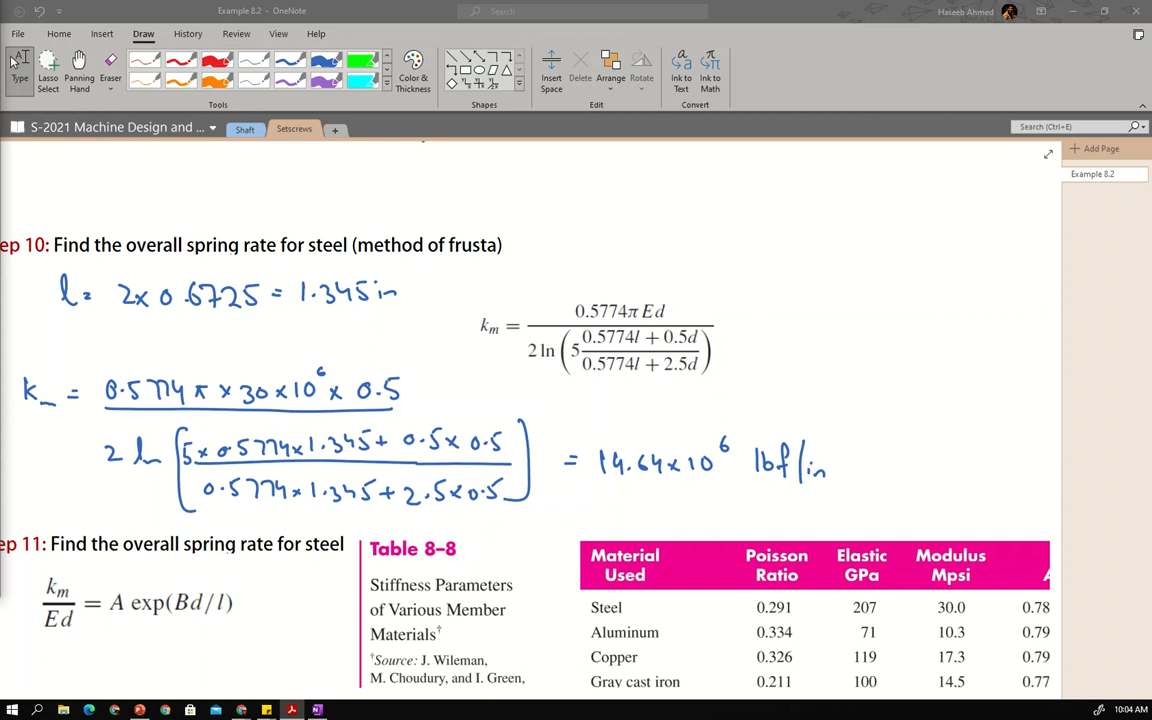 Example 8.2 - OneNote
Search
Haseeb Ahmed
File Home Insert Draw History Review View Help
Type
Lasso Select
Panning Hand
Eraser
Color & Thickness
Insert Space
Delete
Arrange
Rotate
Ink to Text
Ink to Math
Tools
Shapes
Edit
Convert
S-2021 Machine Design and ...
Shaft
Setscrews
Search (Ctrl+E)
Add Page
Example 8.2
ep 10: Find the overall spring rate for steel (method of frusta)
l = 2 x 0.6725 = 1.345 in
k_m = 0.5774π Ed / 2 ln (5 0.5774l + 0.5d / 0.5774l + 2.5d)
k_m = 0.5774 π x 30 x 10^6 x 0.5
2 ln [5 x 0.5774 x 1.345 + 0.5 x 0.5 / 0.5774 x 1.345 + 2.5 x 0.5] = 14.64 x 10^6 lbf/in
ep 11: Find the overall spring rate for steel
k_m / Ed = A exp(Bd/l)
Table 8–8
Stiffness Parameters
of Various Member
Materials†
†Source: J. Wileman,
M. Choudury, and I. Green,
Material Used Poisson Ratio Elastic GPa Modulus Mpsi A
Steel 0.291 207 30.0 0.78
Aluminum 0.334 71 10.3 0.79
Copper 0.326 119 17.3 0.79
Gray cast iron 0.211 100 14.5 0.77
10:04 AM